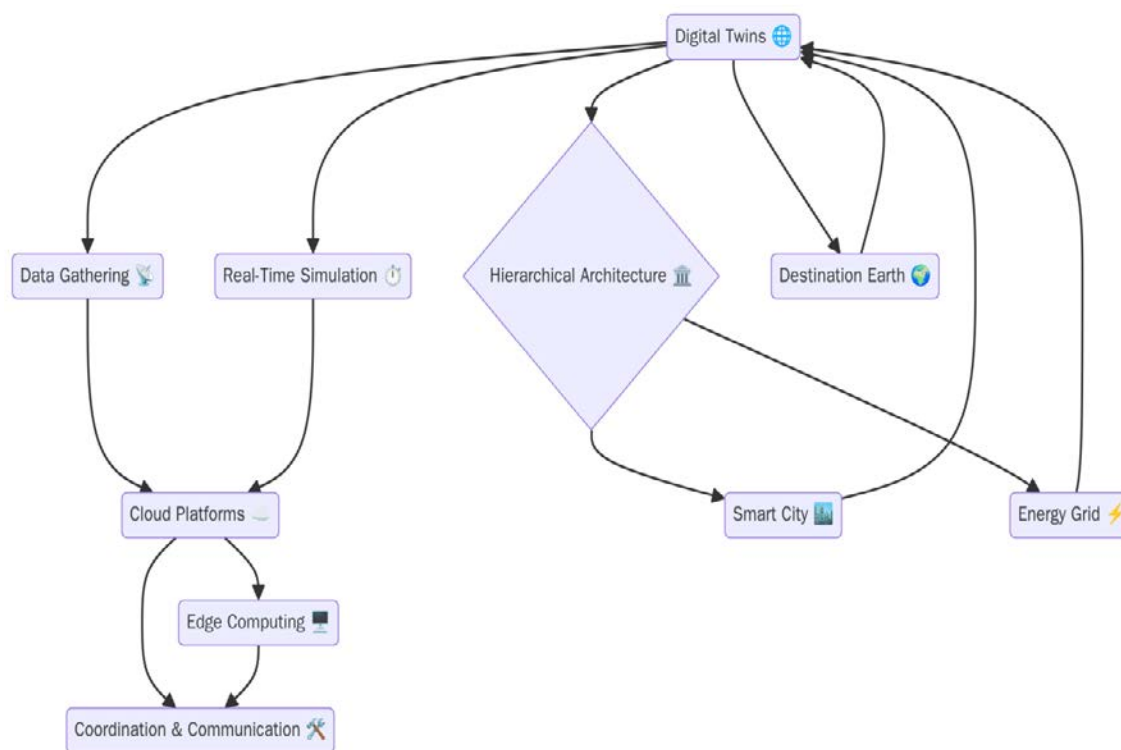 Digital Twins 🌐
Data Gathering 📡
Real-Time Simulation ⏱️
Hierarchical Architecture 🏛️
Destination Earth 🌍
Cloud Platforms ☁️
Smart City 🏙️
Energy Grid ⚡
Edge Computing 🖥️
Coordination & Communication 🛠️